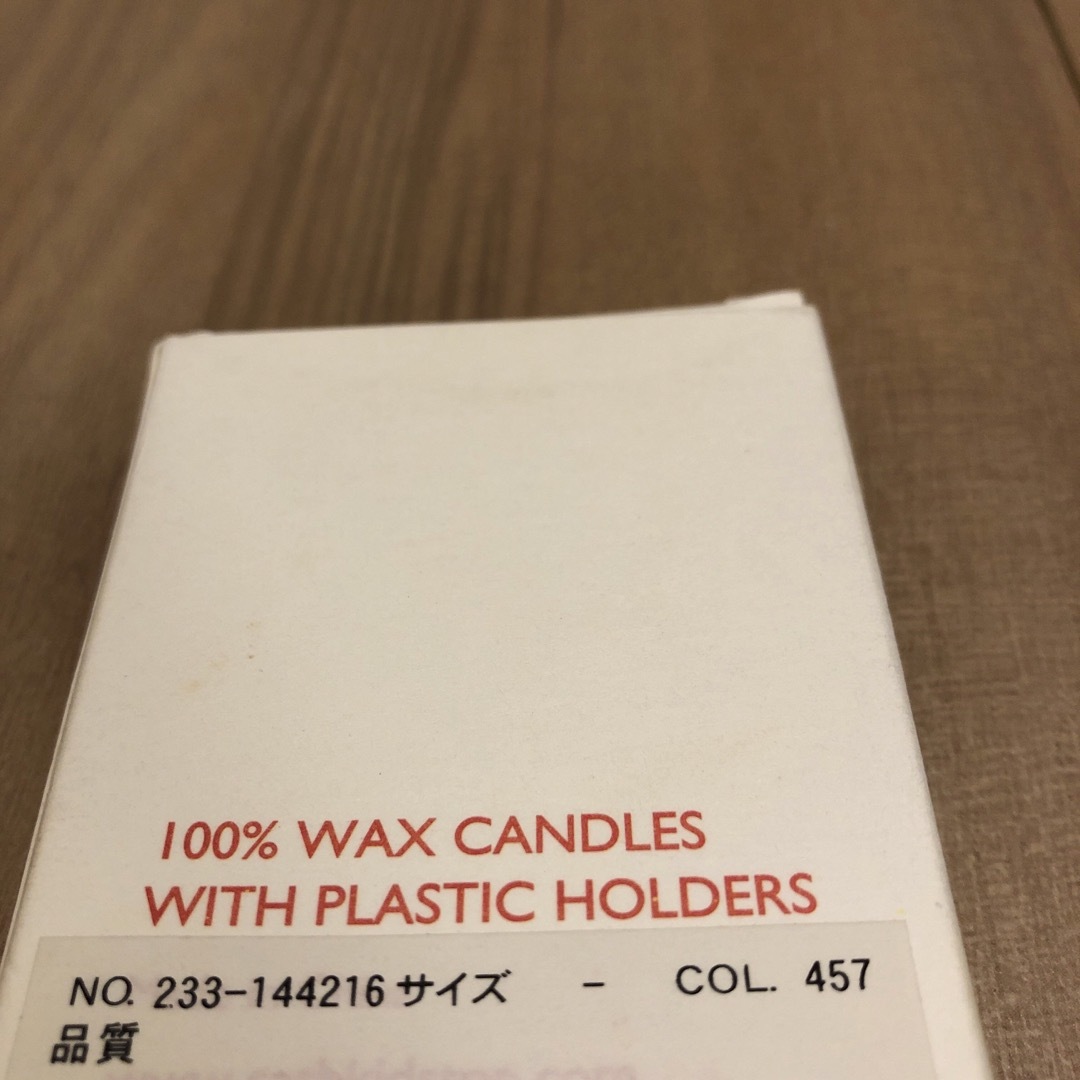 100% WAX CANDLES
WITH PLASTIC HOLDERS
NO. 233-144216 サイズ - COL. 457
品質